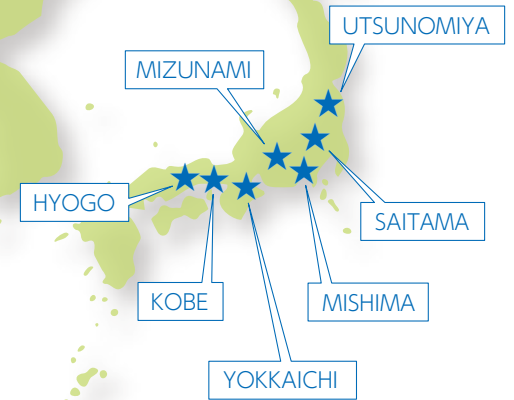 UTSUNOMIYA
MIZUNAMI
HYOGO
SAITAMA
KOBE
MISHIMA
YOKKAICHI